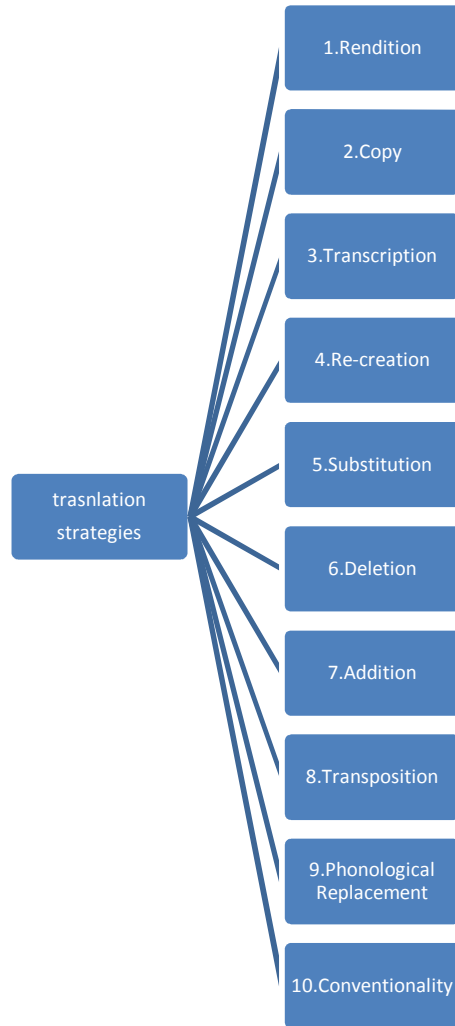 1.Rendition
2.Copy
3.Transcription
4.Re-creation
5.Substitution
trasnlation
strategies
6.Deletion
7.Addition
8.Transposition
9.Phonological
Replacement
10.Conventionality